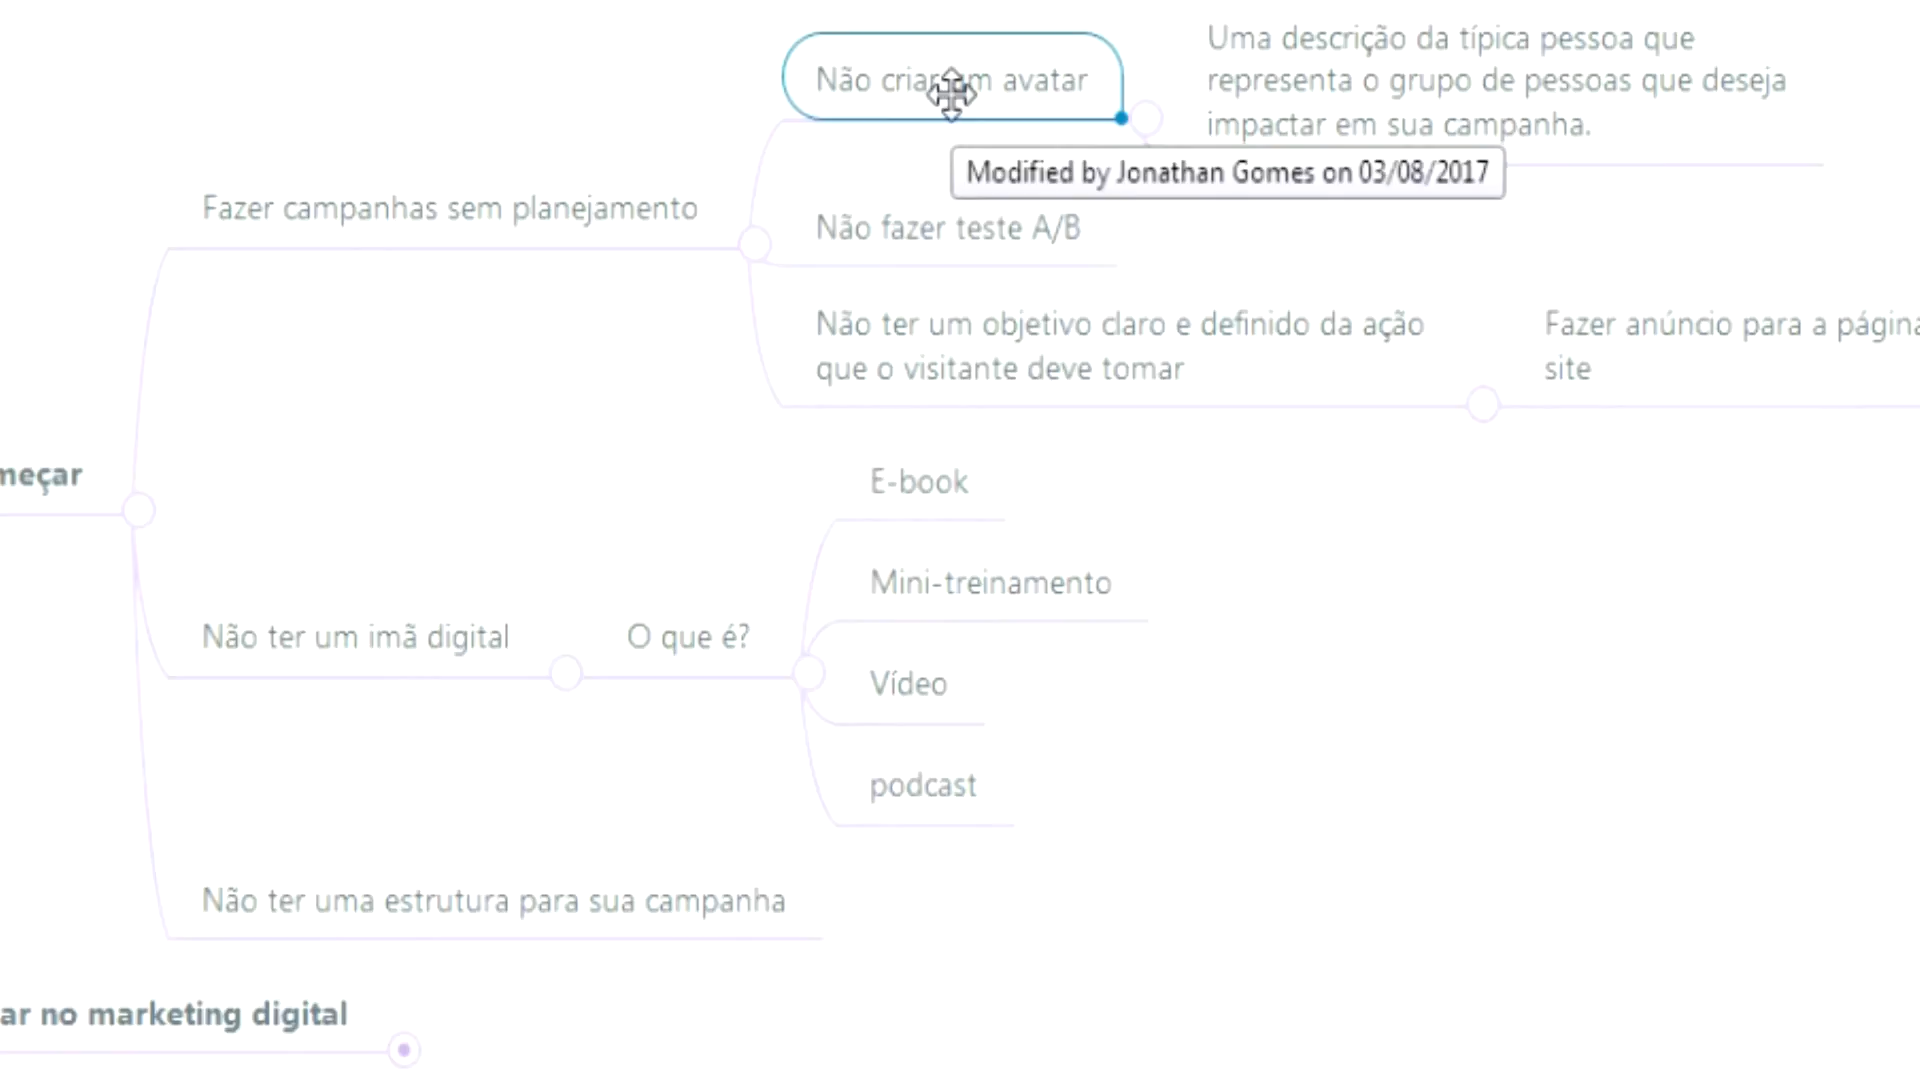 Não criar um avatar
Uma descrição da típica pessoa que
representa o grupo de pessoas que deseja
impactar em sua campanha.
Modified by Jonathan Gomes on 03/08/2017
Fazer campanhas sem planejamento
Não fazer teste A/B
Não ter um objetivo claro e definido da ação
que o visitante deve tomar
Fazer anúncio para a página
site
meçar
E-book
Mini-treinamento
Não ter um imã digital
O que é?
Vídeo
podcast
Não ter uma estrutura para sua campanha
ar no marketing digital